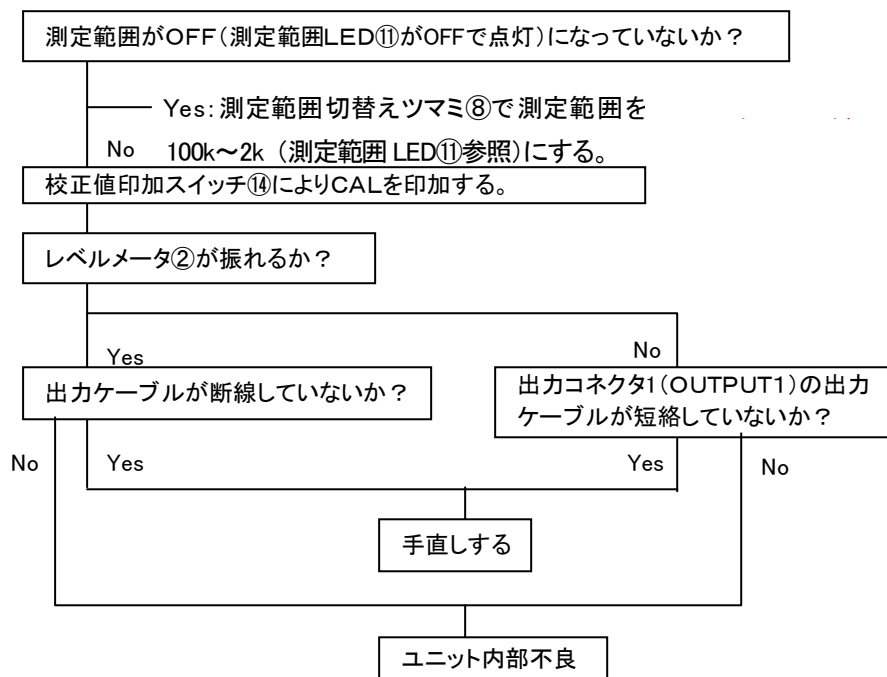 測定範囲がOFF(測定範囲LED⑪がOFFで点灯)になっていないか?
Yes: 測定範囲切替えツマミ⑧で測定範囲を
No 100k~2k (測定範囲 LED⑪参照)にする。
校正値印加スイッチ⑭によりCALを印加する。
レベルメータ②が振れるか?
Yes
No
出力ケーブルが断線していないか?
出力コネクタ1(OUTPUT1)の出力
ケーブルが短絡していないか?
No
Yes
Yes
No
手直しする
ユニット内部不良